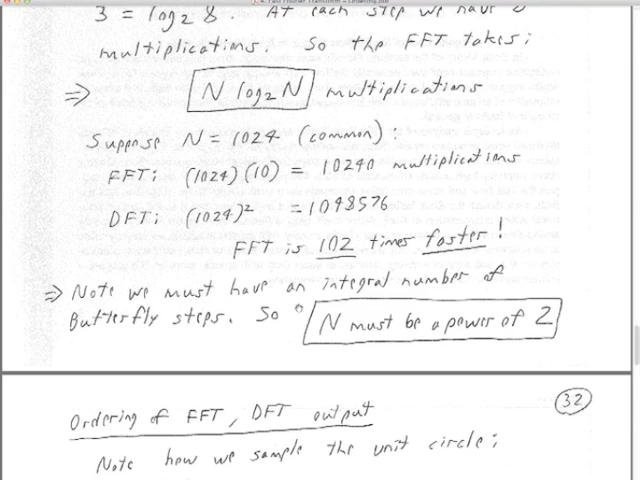 3 = log₂ 8. At each step we have 8
multiplications. So the FFT takes:
⇒ N log₂ N multiplications
Suppose N = 1024 (common):
FFT: (1024)(10) = 10240 multiplications
DFT: (1024)² = 1048576
FFT is 102 times faster!
⇒ Note we must have an integral number of
Butterfly steps. So N must be a power of 2
32
Ordering of FFT, DFT output
Note how we sample the unit circle: